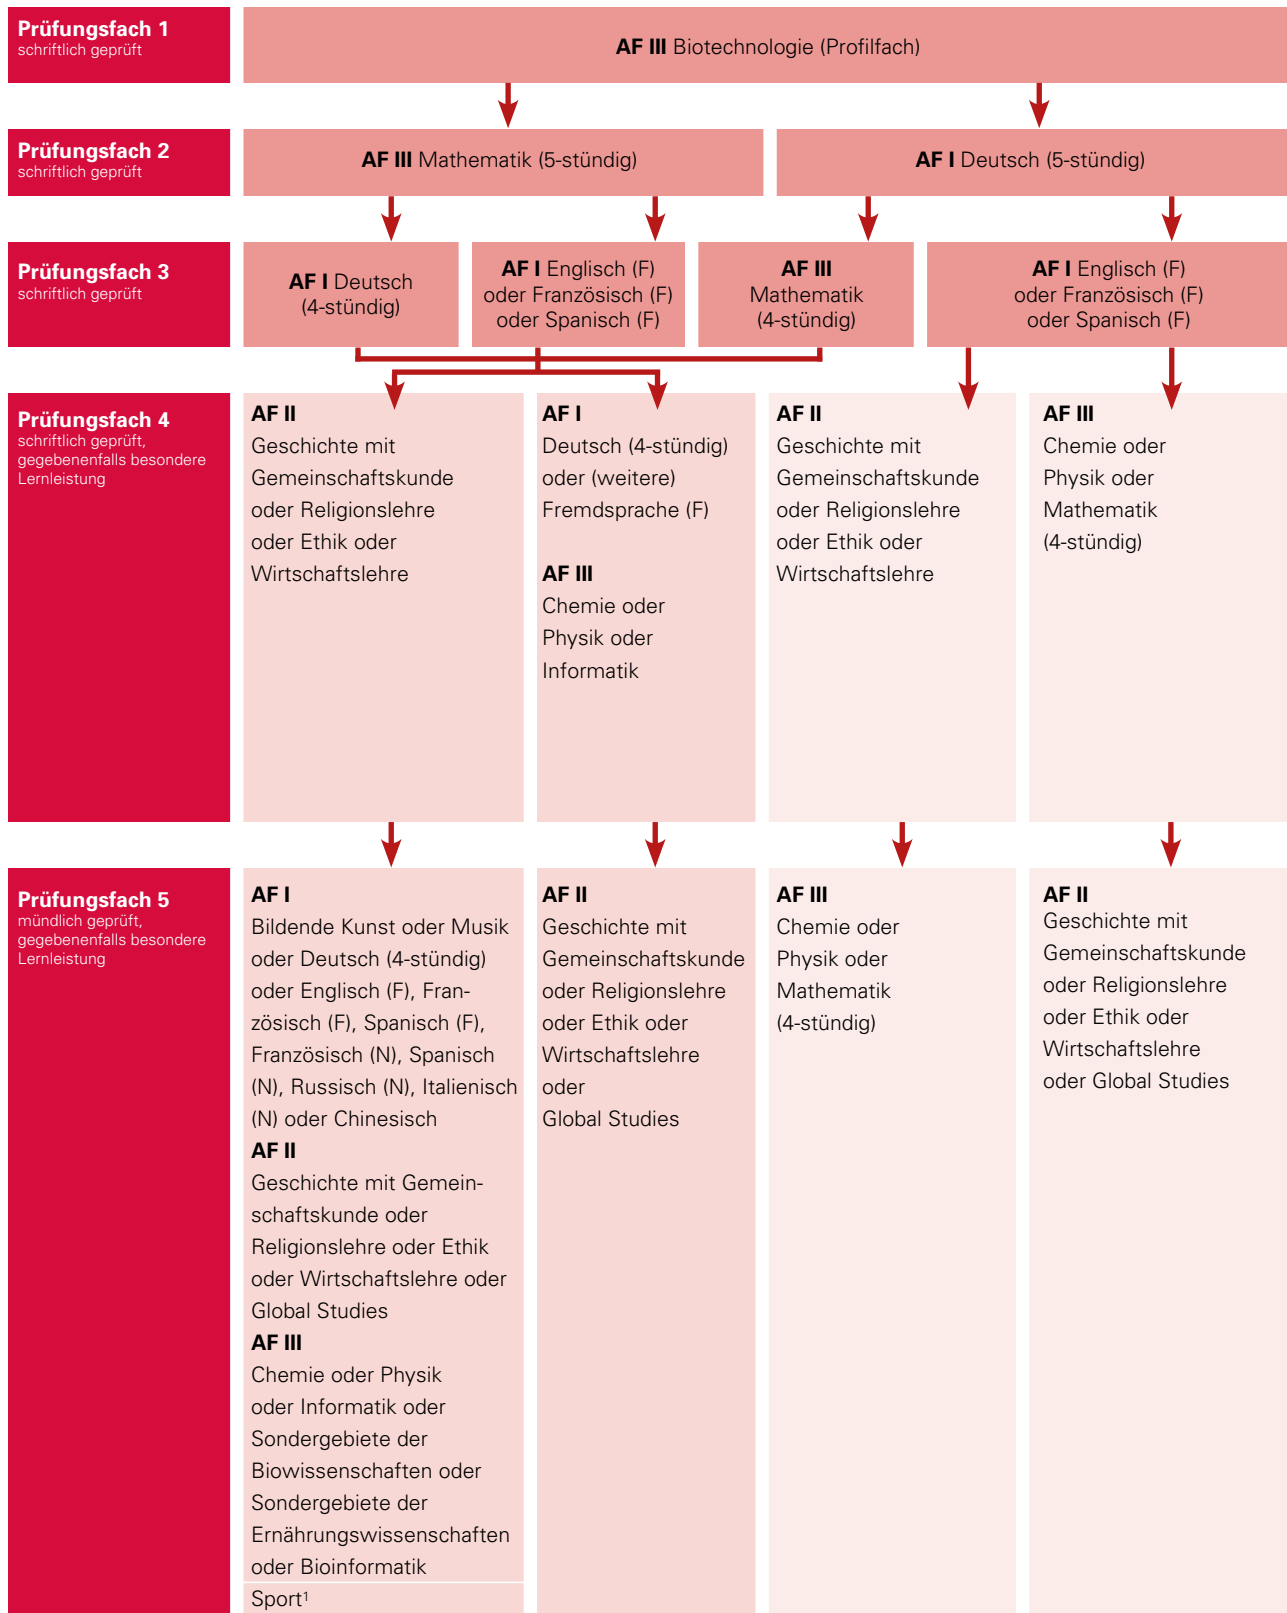 Prüfungsfach 1
schriftlich geprüft
AF III Biotechnologie (Profilfach)
Prüfungsfach 2
schriftlich geprüft
AF III Mathematik (5-stündig)
AF I Deutsch (5-stündig)
Prüfungsfach 3
schriftlich geprüft
AF I Deutsch
(4-stündig)
AF I Englisch (F)
oder Französisch (F)
oder Spanisch (F)
AF III
Mathematik
(4-stündig)
AF I Englisch (F)
oder Französisch (F)
oder Spanisch (F)
Prüfungsfach 4
schriftlich geprüft,
gegebenenfalls besondere
Lernleistung
AF II
Geschichte mit
Gemeinschaftskunde
oder Religionslehre
oder Ethik oder
Wirtschaftslehre
AF I
Deutsch (4-stündig)
oder (weitere)
Fremdsprache (F)
AF III
Chemie oder
Physik oder
Informatik
AF II
Geschichte mit
Gemeinschaftskunde
oder Religionslehre
oder Ethik oder
Wirtschaftslehre
AF III
Chemie oder
Physik oder
Mathematik
(4-stündig)
Prüfungsfach 5
mündlich geprüft,
gegebenenfalls besondere
Lernleistung
AF I
Bildende Kunst oder Musik
oder Deutsch (4-stündig)
oder Englisch (F), Fran-
zösisch (F), Spanisch (F),
Französisch (N), Spanisch
(N), Russisch (N), Italienisch
(N) oder Chinesisch
AF II
Geschichte mit Gemein-
schaftskunde oder
Religionslehre oder Ethik
oder Wirtschaftslehre oder
Global Studies
AF III
Chemie oder Physik
oder Informatik oder
Sondergebiete der
Biowissenschaften oder
Sondergebiete der
Ernährungswissenschaften
oder Bioinformatik
Sport¹
AF II
Geschichte mit
Gemeinschaftskunde
oder Religionslehre
oder Ethik oder
Wirtschaftslehre
oder
Global Studies
AF III
Chemie oder
Physik oder
Mathematik
(4-stündig)
AF II
Geschichte mit
Gemeinschaftskunde
oder Religionslehre
oder Ethik oder
Wirtschaftslehre
oder Global Studies